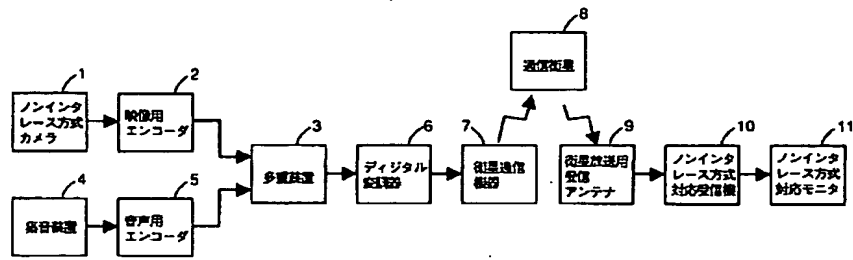 1
ノンインタ
レース方式
カメラ
2
映像用
エンコーダ
3
多重装置
4
5
音声用
エンコーダ
6
ディジタル
変調器
7
衛星通信
機器
8
通信衛星
9
衛星放送用
受信
アンテナ
10
ノンインタ
レース方式
対応受信機
11
ノンインタ
レース方式
対応モニタ